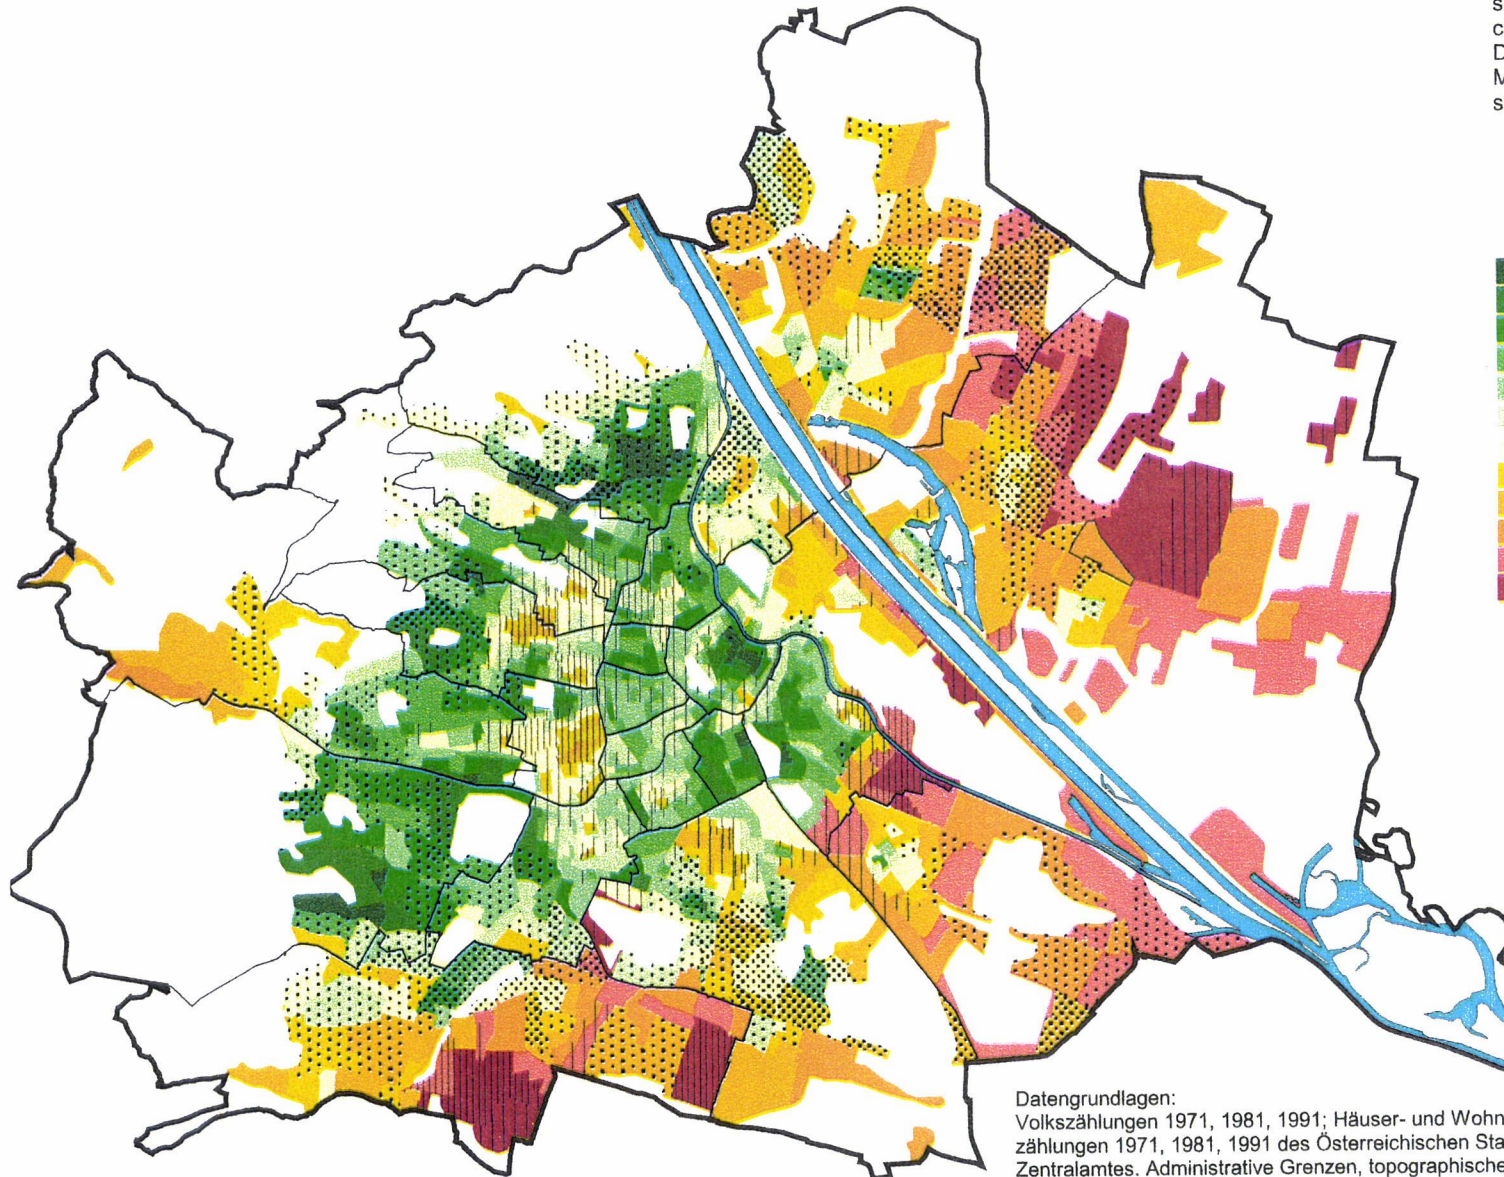 s
c
D
M
s
Datengrundlagen:
Volkszählungen 1971, 1981, 1991; Häuser- und Wohn
zählungen 1971, 1981, 1991 des Österreichischen Sta
Zentralamtes. Administrative Grenzen, topographische